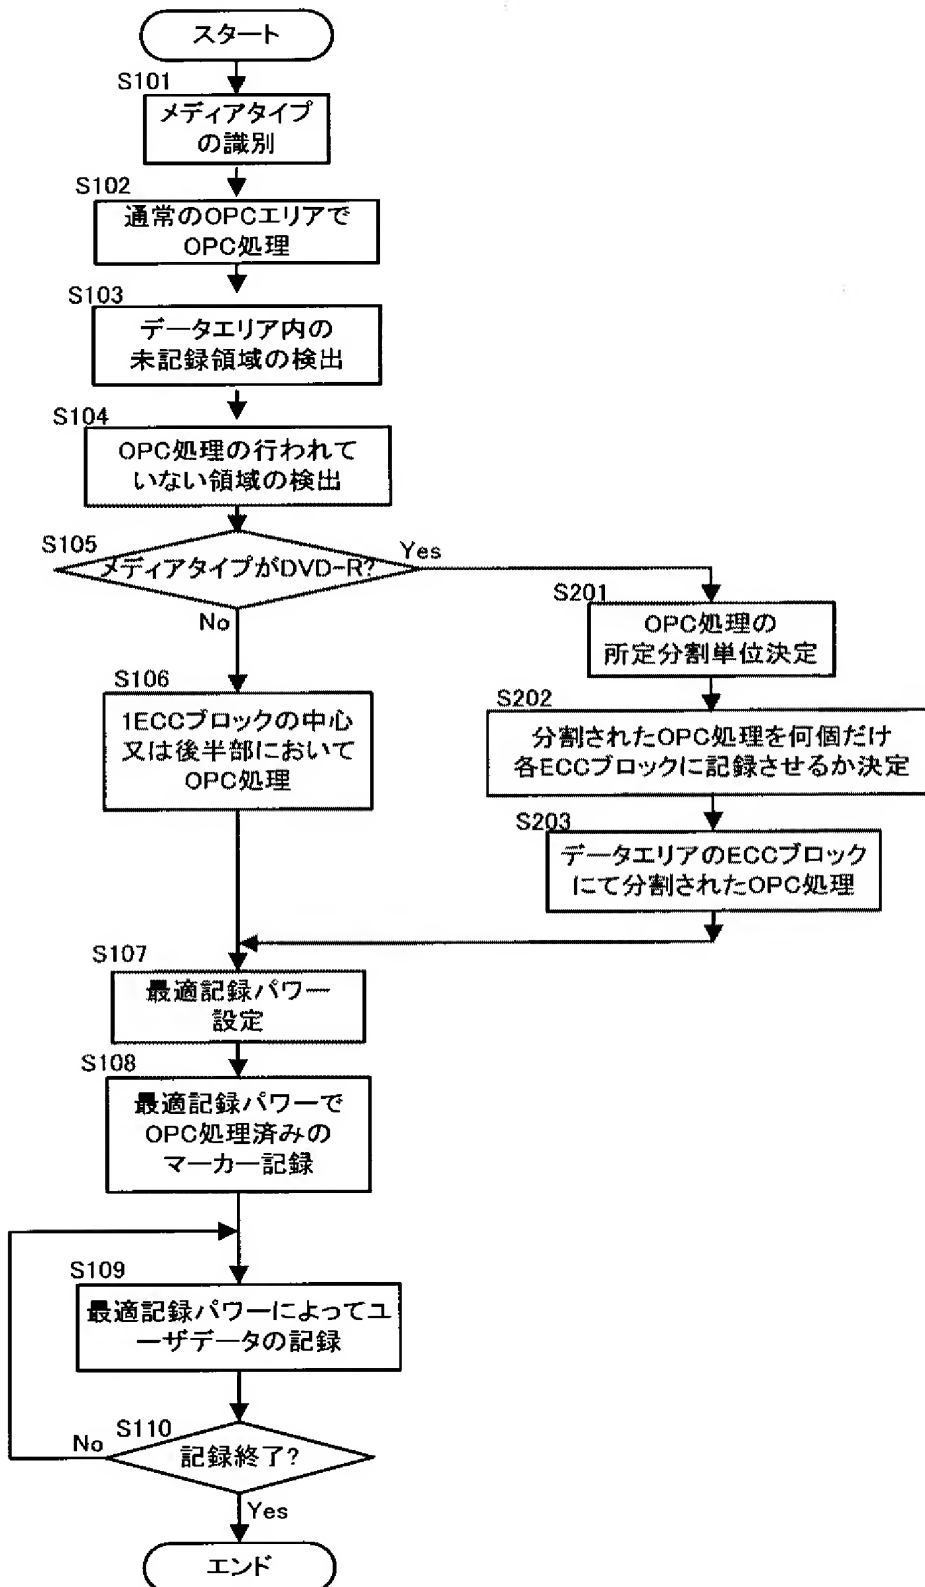 スタート
S101
メディアタイプ
の識別
S102
通常のOPCエリアで
OPC処理
S103
データエリア内の
未記録領域の検出
S104
OPC処理の行われて
いない領域の検出
S105
メディアタイプがDVD-R?
Yes
No
S201
OPC処理の
所定分割単位決定
S202
分割されたOPC処理を何個だけ
各ECCブロックに記録させるか決定
S203
データエリアのECCブロック
にて分割されたOPC処理
S106
1ECCブロックの中心
又は後半部において
OPC処理
S107
最適記録パワー
設定
S108
最適記録パワーで
OPC処理済みの
マーカー記録
S109
最適記録パワーによってユ
ーザデータの記録
S110
記録終了?
No
Yes
エンド